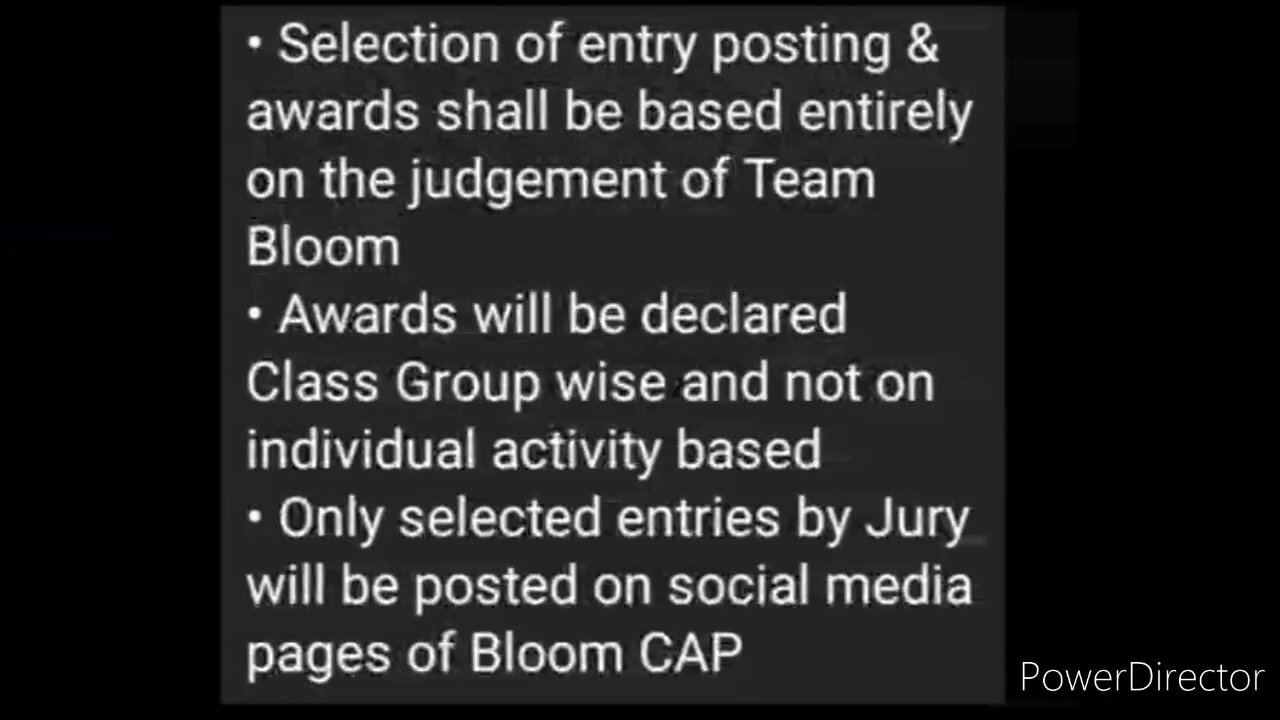 • Selection of entry posting &
awards shall be based entirely
on the judgement of Team
Bloom
• Awards will be declared
Class Group wise and not on
individual activity based
• Only selected entries by Jury
will be posted on social media
pages of Bloom CAP
PowerDirector